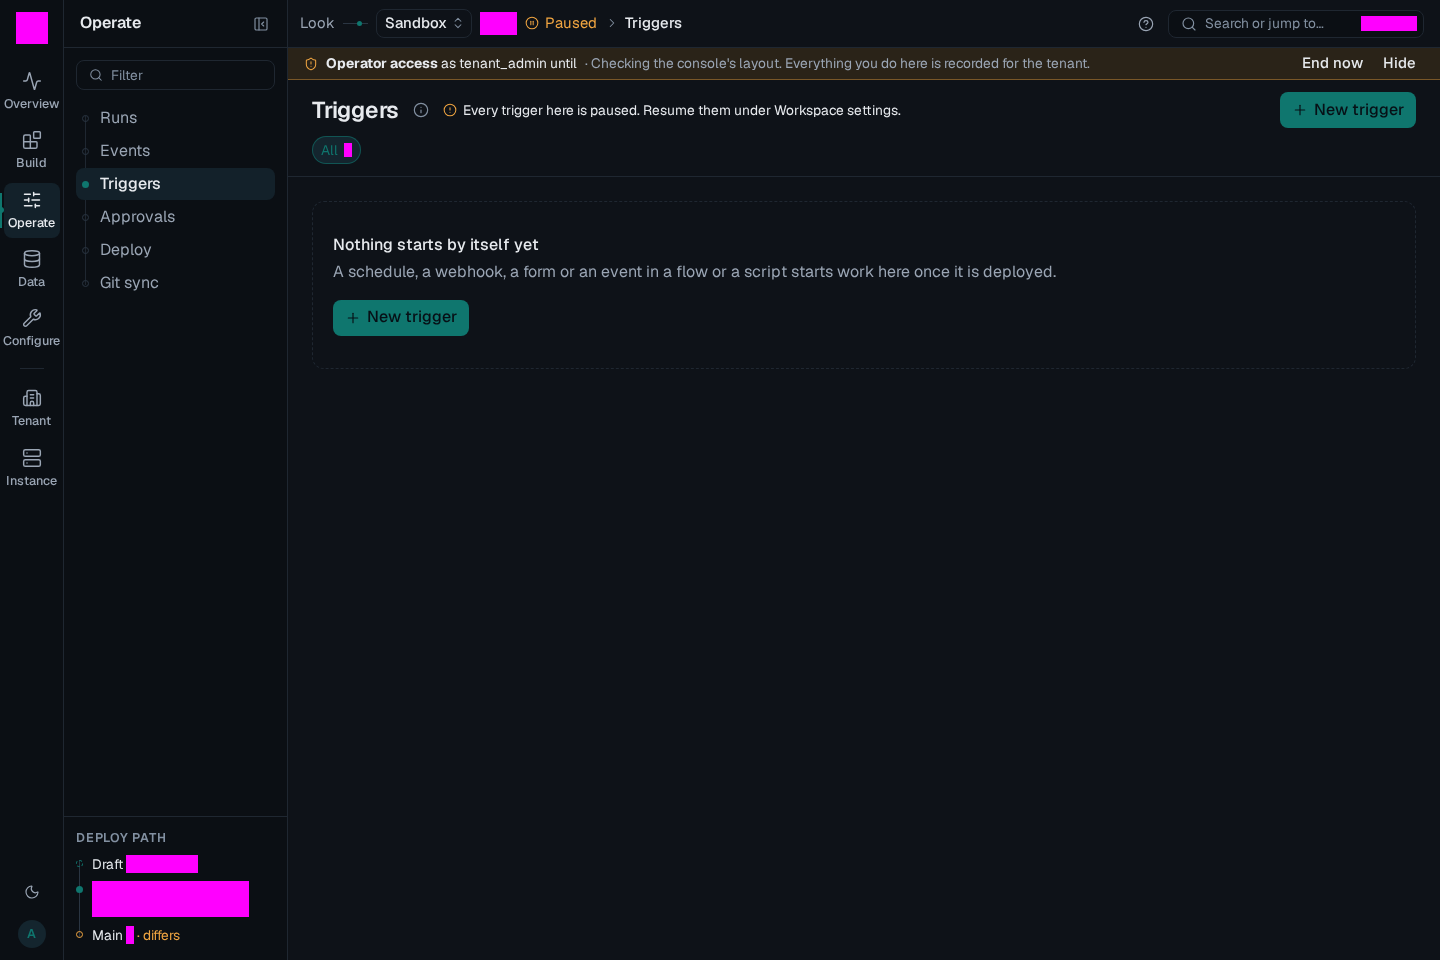 Operate
Look
Sandbox
Paused
Triggers
Search or jump to...
Operator access as tenant_admin until · Checking the console's layout. Everything you do here is recorded for the tenant.
End now
Hide
Overview
Build
Operate
Data
Configure
Tenant
Instance
A
Filter
Runs
Events
Triggers
Approvals
Deploy
Git sync
DEPLOY PATH
Draft
Main · differs
Triggers
Every trigger here is paused. Resume them under Workspace settings.
New trigger
All
Nothing starts by itself yet
A schedule, a webhook, a form or an event in a flow or a script starts work here once it is deployed.
New trigger